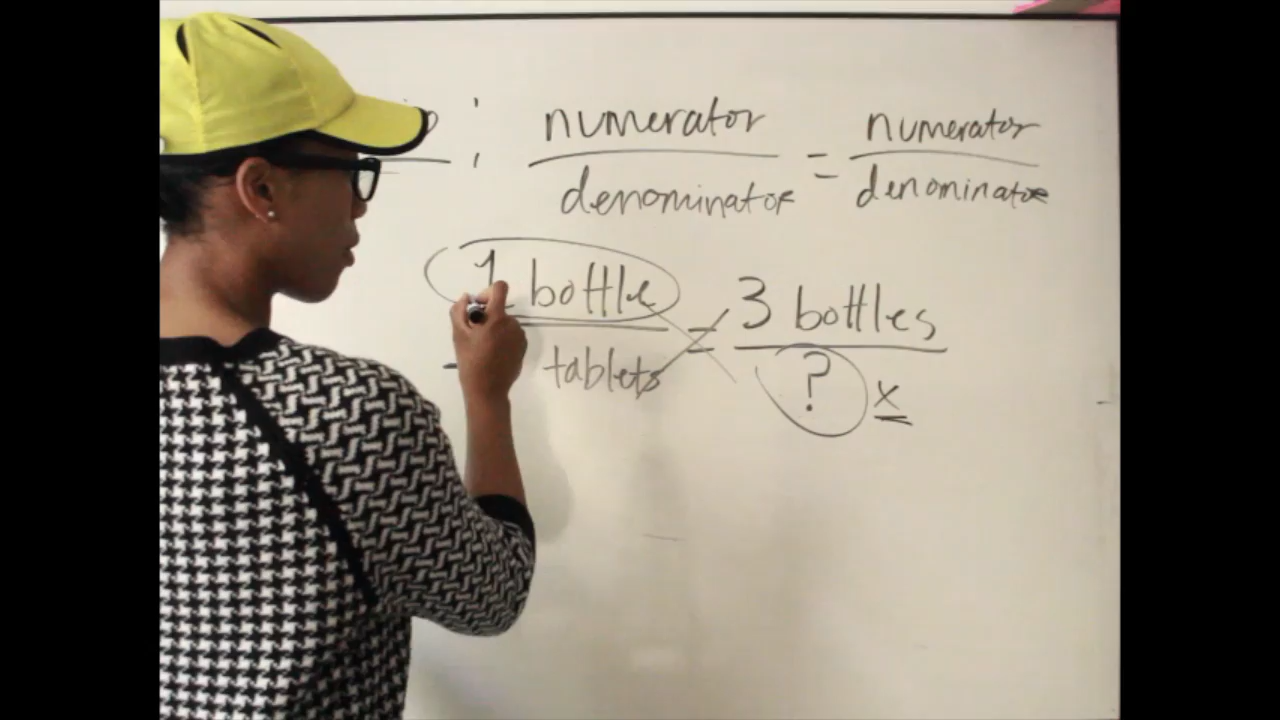 : numerator = numerator
denominator denominator
1 bottle = 3 bottles
tablets ? x